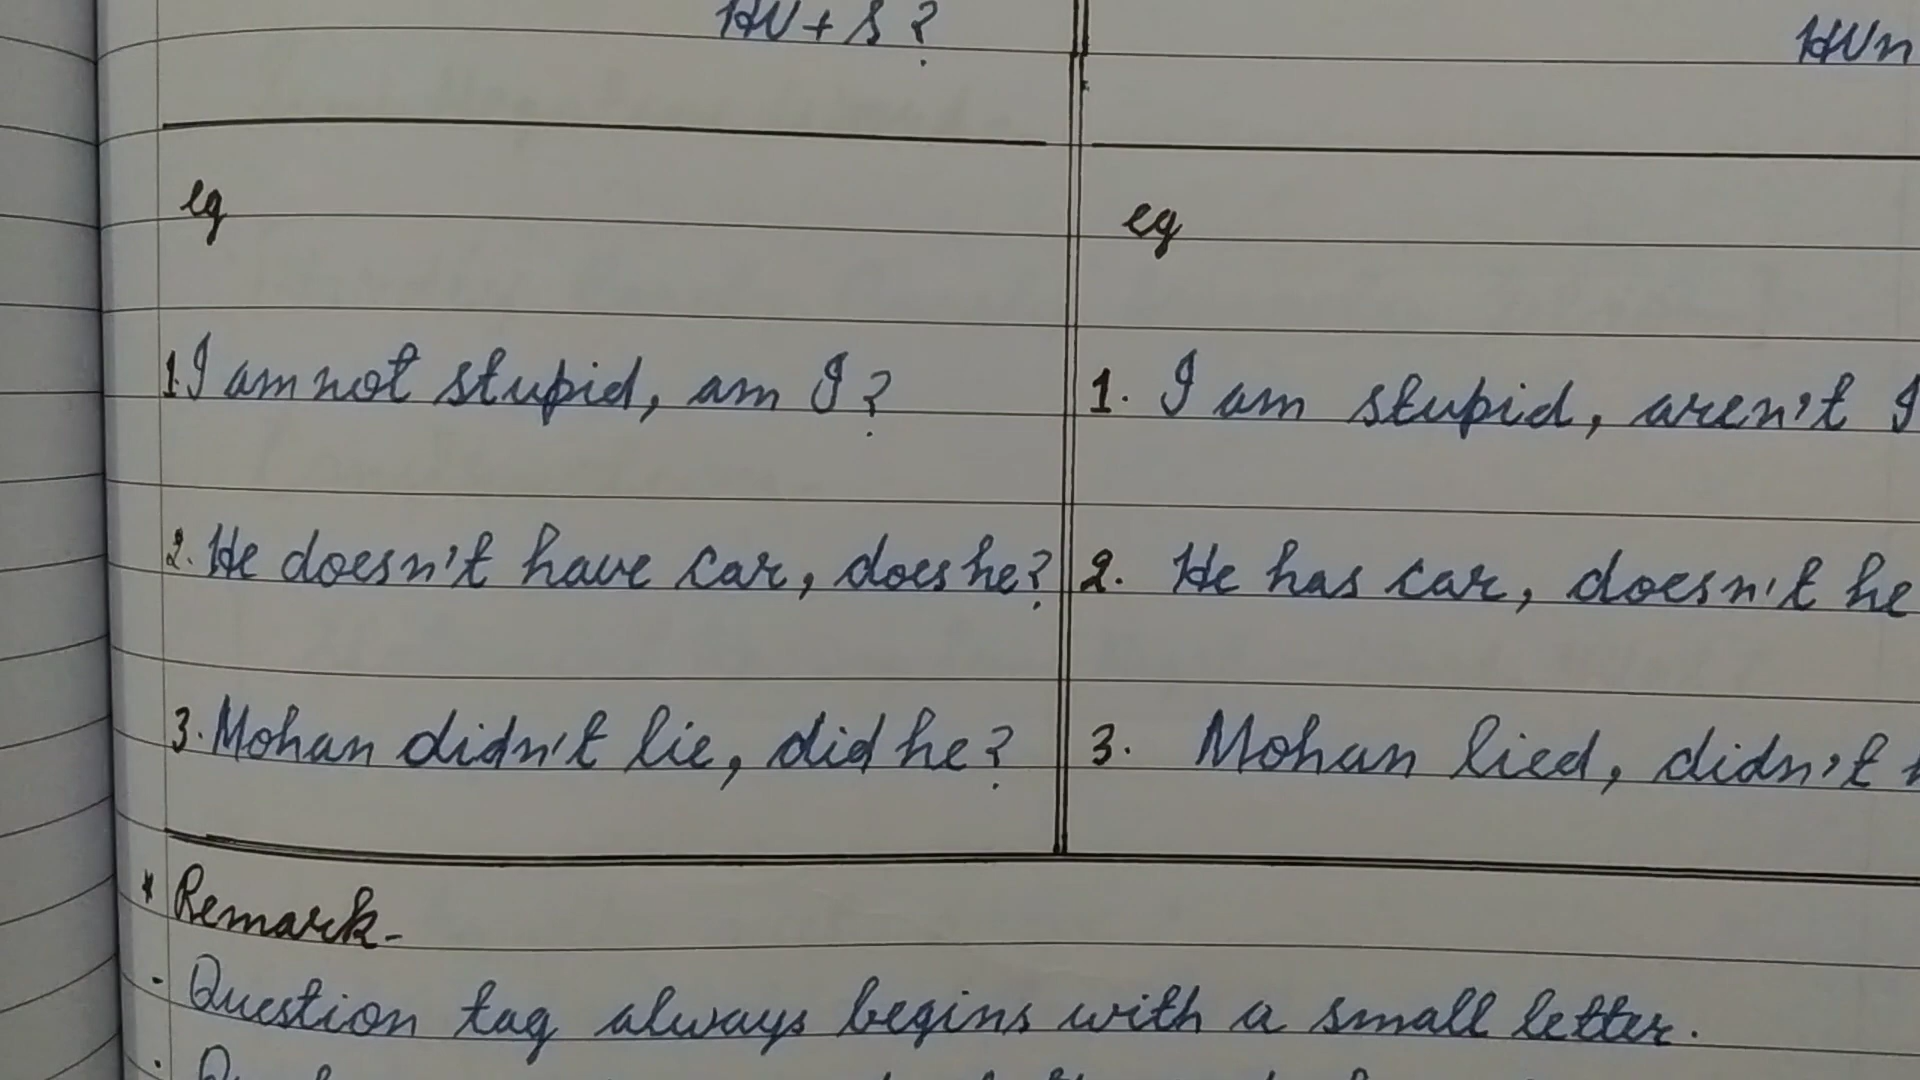 HV + S ?
HVn
eg
eg
1. I am not stupid, am I?
1. I am stupid, aren't I
2. He doesn't have car, does he?
2. He has car, doesn't he
3. Mohan didn't lie, did he?
3. Mohan lied, didn't
* Remark -
- Question tag always begins with a small letter.